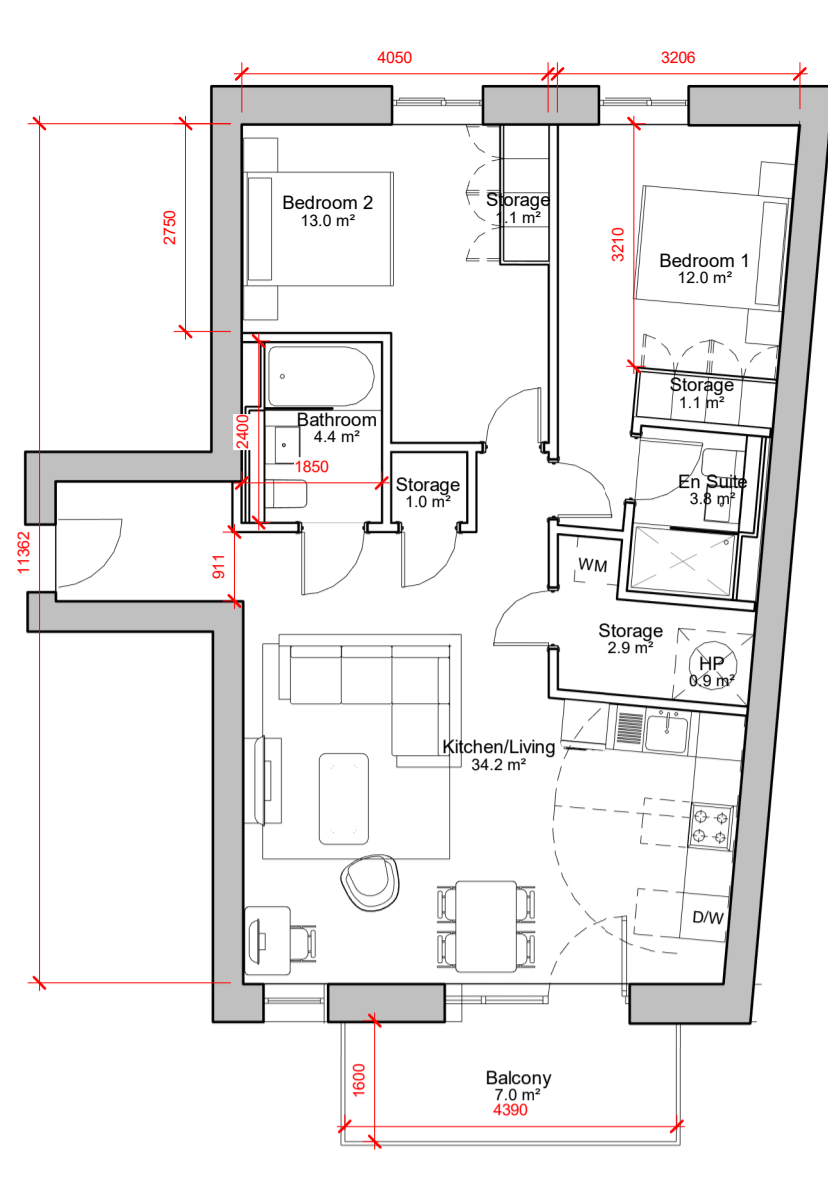 4050
3206
2750
Bedroom 2
13.0 m²
Storage
1.1 m²
3210
Bedroom 1
12.0 m²
Storage
1.1 m²
2400
Bathroom
4.4 m²
1850
Storage
1.0 m²
En Suite
3.8 m²
11362
911
WM
Storage
2.9 m²
HP
0.9 m²
Kitchen/Living
34.2 m²
D/W
Balcony
7.0 m²
1600
4390